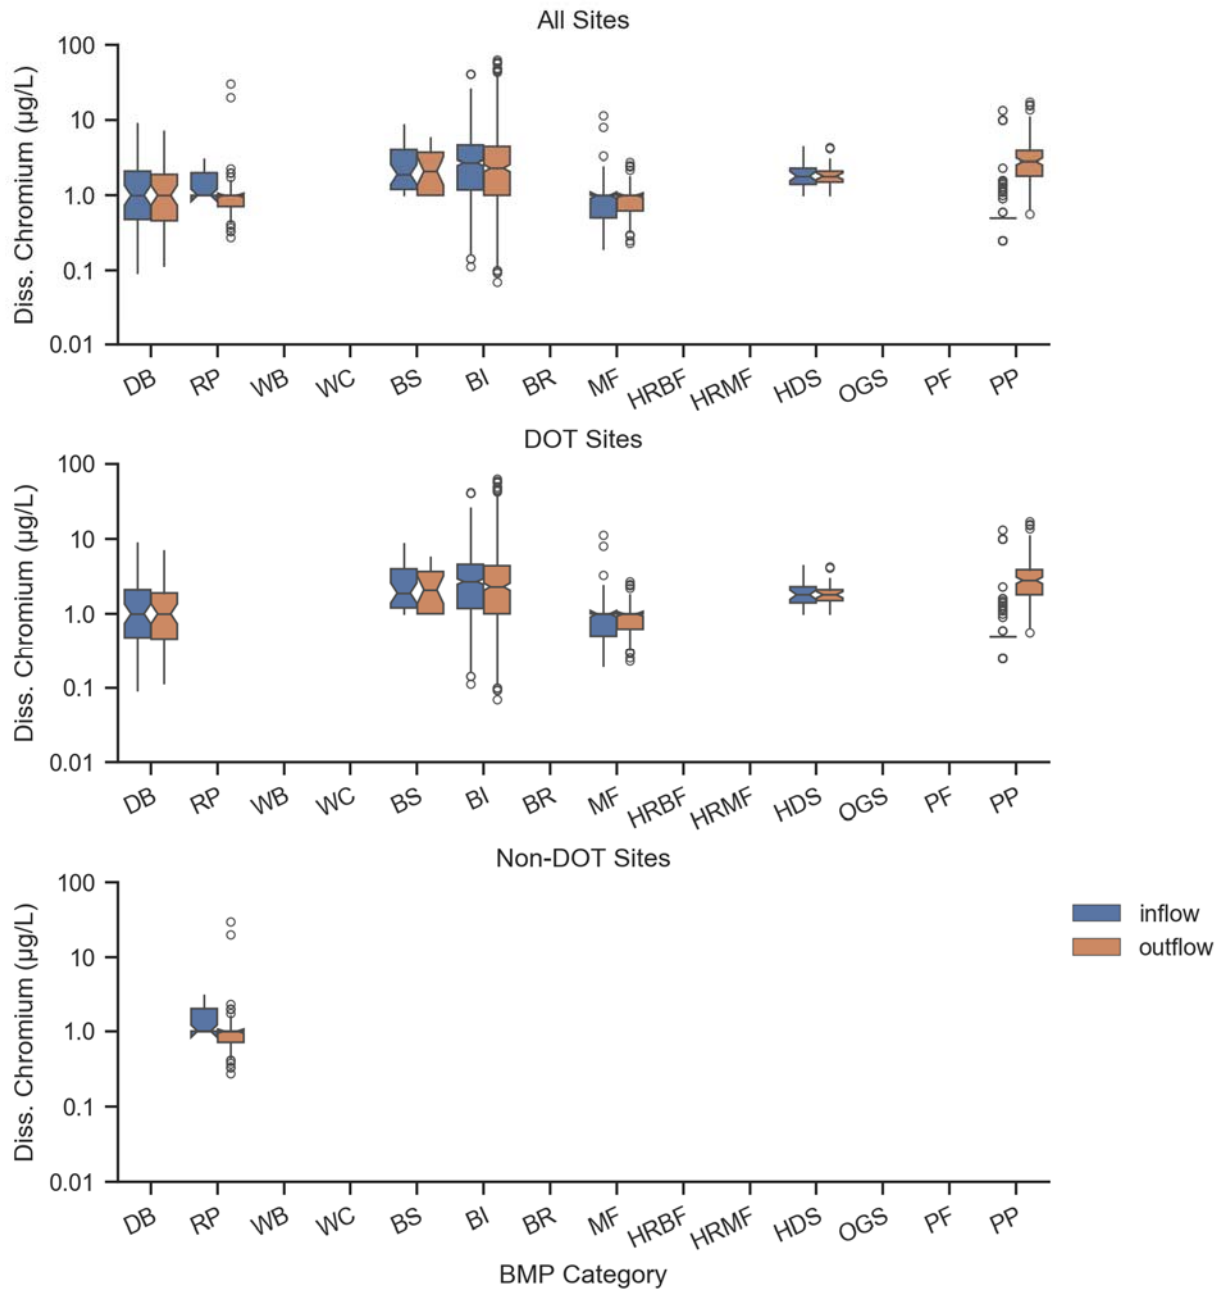 All Sites
Diss. Chromium (µg/L)
100
10
1.0
0.1
0.01
DB RP WB WC BS BI BR MF HRBF HRMF HDS OGS PF PP
DOT Sites
Diss. Chromium (µg/L)
100
10
1.0
0.1
0.01
DB RP WB WC BS BI BR MF HRBF HRMF HDS OGS PF PP
Non-DOT Sites
Diss. Chromium (µg/L)
100
10
1.0
0.1
0.01
inflow
outflow
DB RP WB WC BS BI BR MF HRBF HRMF HDS OGS PF PP
BMP Category